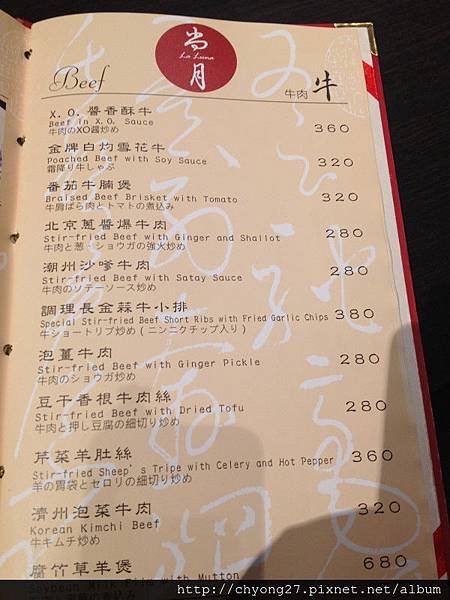 当月
La Luna
Beef
牛肉 牛
X.O.醬香酥牛
Beef in X.O. Sauce 360
牛肉のXO醤炒め
金牌白灼雪花牛
Poached Beef with Soy Sauce 320
霜降り牛しゃぶ
番茄牛腩煲
Braised Beef Brisket with Tomato 320
牛肩ばら肉とトマトの煮込み
北京蔥醬爆牛肉
Stir-fried Beef with Ginger and Shallot 280
牛肉と葱・ショウガの強火炒め
潮州沙嗲牛肉
Stir-fried Beef with Satay Sauce 280
牛肉のソテーソース炒め
調理長金蒜牛小排
Special Stir-fried Beef Short Ribs with Fried Garlic Chips 380
牛ショートリブ炒め(ニンニクチップ入り)
泡薑牛肉
Stir-fried Beef with Ginger Pickle 280
牛肉のショウガ炒め
豆干香根牛肉絲
Stir-fried Beef with Dried Tofu 280
牛肉と押し豆腐の細切り炒め
芹菜羊肚絲
Stir-fried Sheep's Tripe with Celery and Hot Pepper 360
羊の胃袋とセロリの細切り炒め
濟州泡菜牛肉
Korean Kimchi Beef 320
牛キムチ炒め
腐竹草羊煲
with Mutton 680
http://chyong27.pixnet.net/album